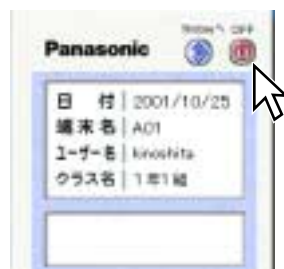 OFF
Panasonic
日 付 2001/10/25
端末名 A01
ユーザー名 kinoshita
クラス名 1年1組